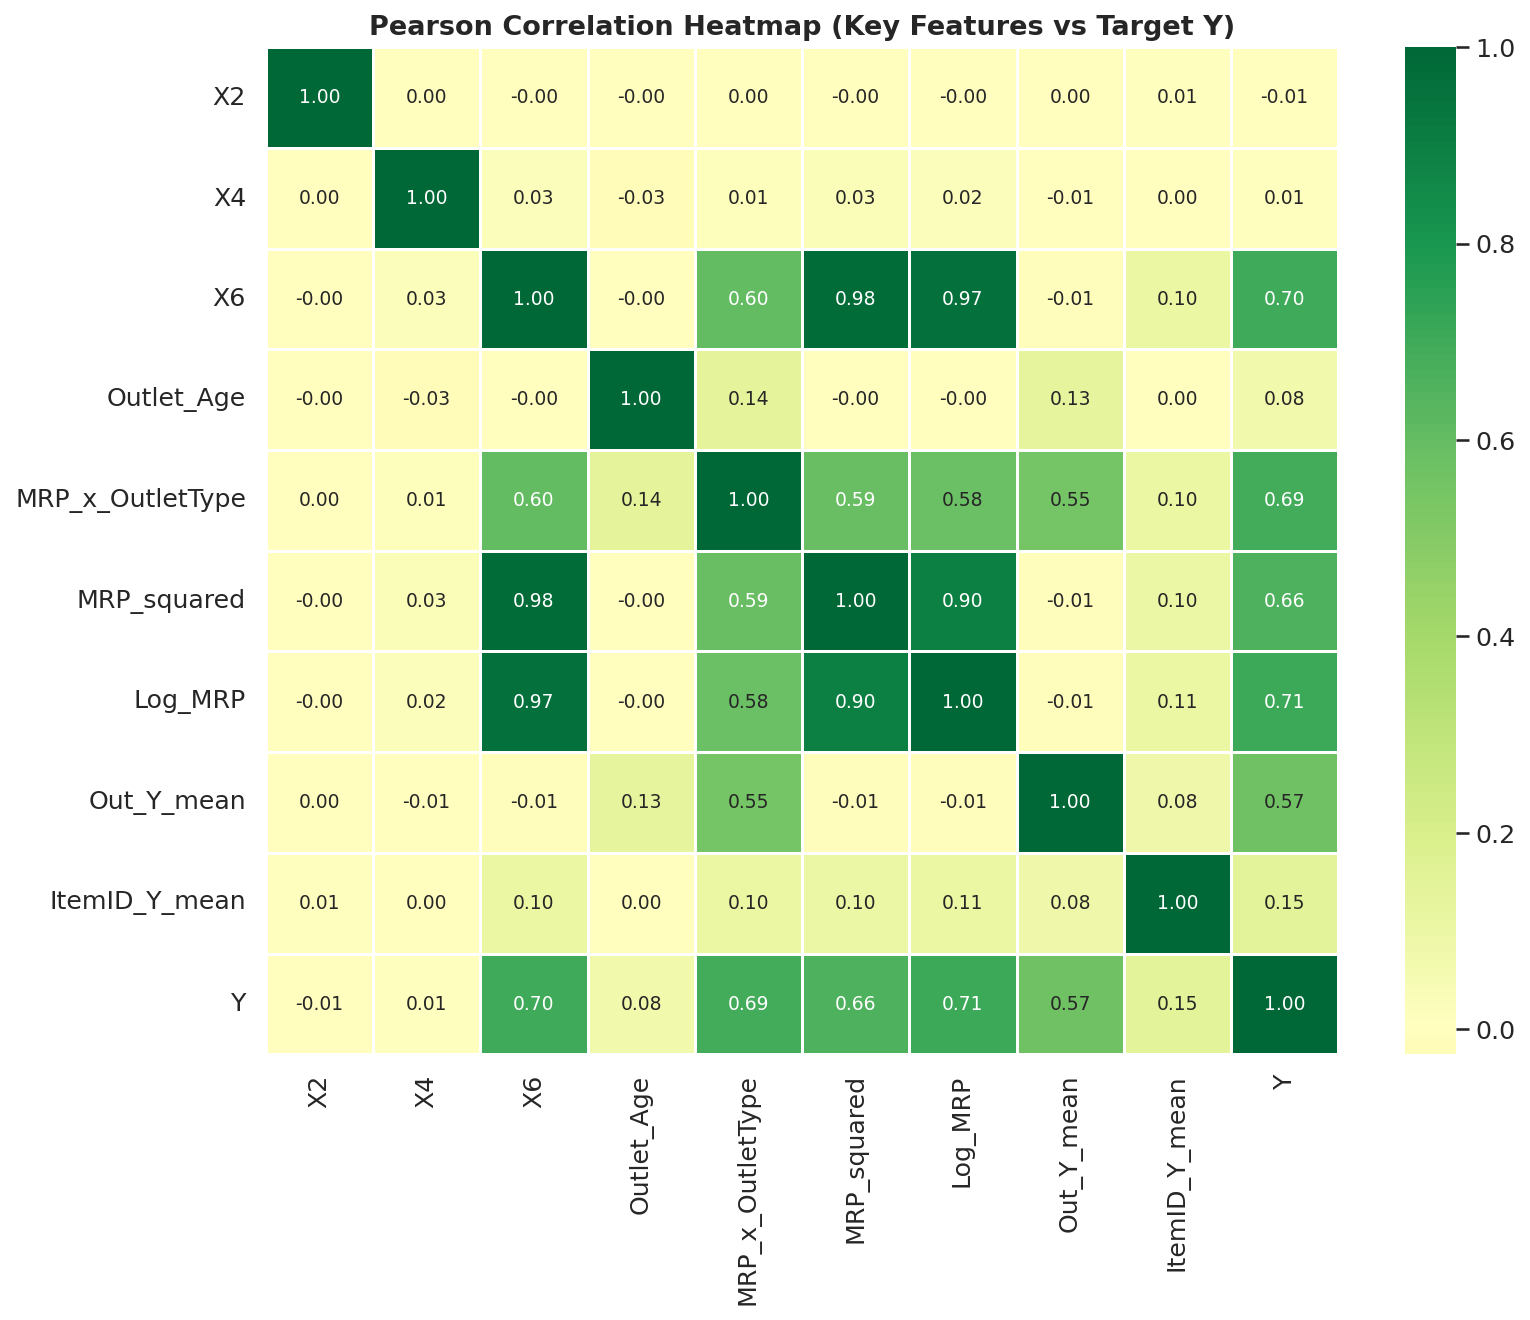 Pearson Correlation Heatmap (Key Features vs Target Y)
X2 1.00 0.00 -0.00 -0.00 0.00 -0.00 -0.00 0.00 0.01 -0.01
X4 0.00 1.00 0.03 -0.03 0.01 0.03 0.02 -0.01 0.00 0.01
X6 -0.00 0.03 1.00 -0.00 0.60 0.98 0.97 -0.01 0.10 0.70
Outlet_Age -0.00 -0.03 -0.00 1.00 0.14 -0.00 -0.00 0.13 0.00 0.08
MRP_x_OutletType 0.00 0.01 0.60 0.14 1.00 0.59 0.58 0.55 0.10 0.69
MRP_squared -0.00 0.03 0.98 -0.00 0.59 1.00 0.90 -0.01 0.10 0.66
Log_MRP -0.00 0.02 0.97 -0.00 0.58 0.90 1.00 -0.01 0.11 0.71
Out_Y_mean 0.00 -0.01 -0.01 0.13 0.55 -0.01 -0.01 1.00 0.08 0.57
ItemID_Y_mean 0.01 0.00 0.10 0.00 0.10 0.10 0.11 0.08 1.00 0.15
Y -0.01 0.01 0.70 0.08 0.69 0.66 0.71 0.57 0.15 1.00
X2
X4
X6
Outlet_Age
MRP_x_OutletType
MRP_squared
Log_MRP
Out_Y_mean
ItemID_Y_mean
Y
1.0
0.8
0.6
0.4
0.2
0.0